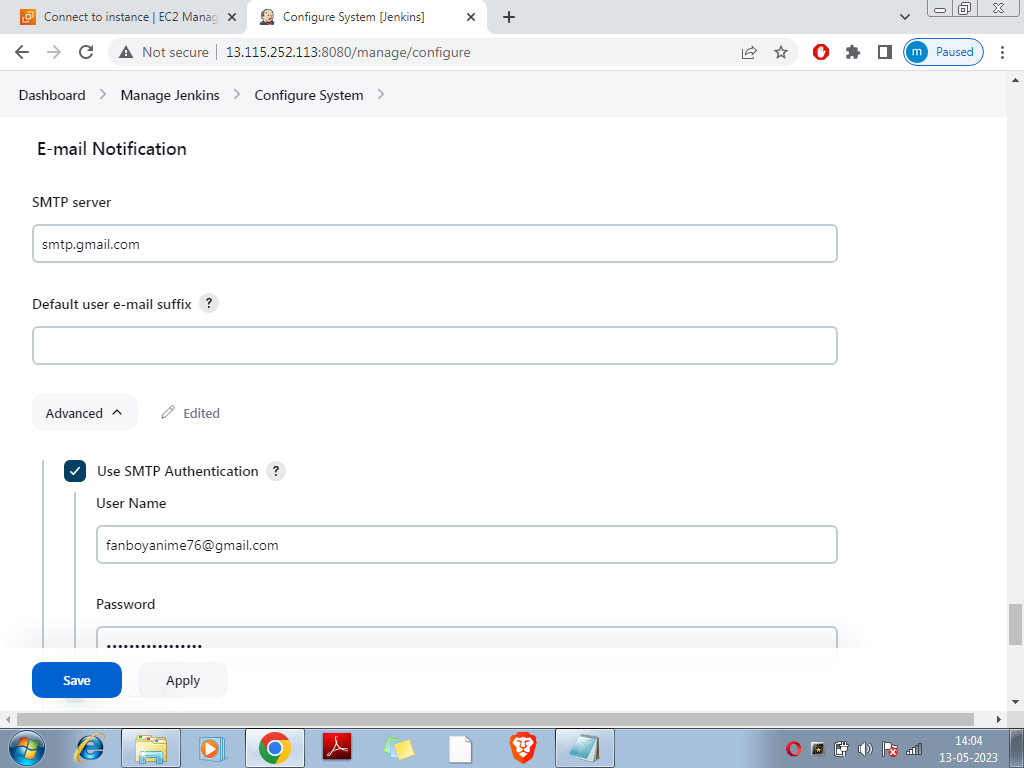 Connect to instance | EC2 Manag
Configure System [Jenkins]
Not secure
13.115.252.113:8080/manage/configure
m
Paused
Dashboard
Manage Jenkins
Configure System
E-mail Notification
SMTP server
smtp.gmail.com
Default user e-mail suffix ?
Advanced
Edited
Use SMTP Authentication ?
User Name
fanboyanime76@gmail.com
Password
Save
Apply
14:04
13-05-2023